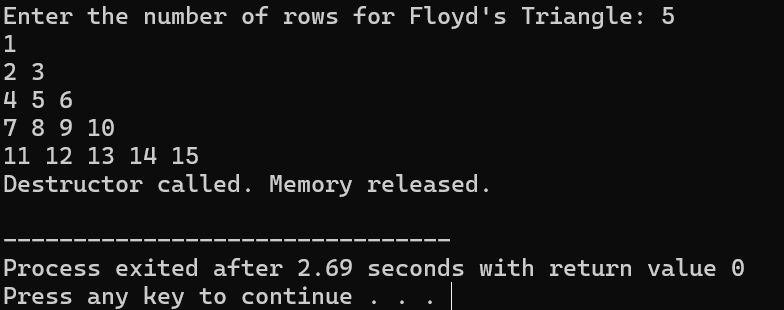 Enter the number of rows for Floyd's Triangle: 5
1
2 3
4 5 6
7 8 9 10
11 12 13 14 15
Destructor called. Memory released.
--------------------------------
Process exited after 2.69 seconds with return value 0
Press any key to continue . . .